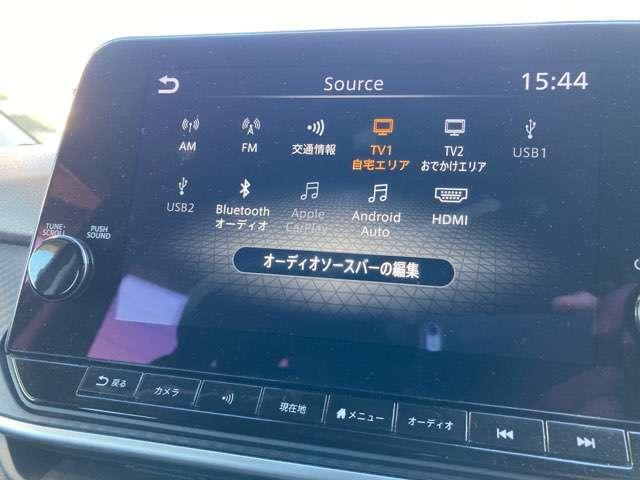 Source 15:44
AM FM 交通情報 TV1 TV2 USB1
自宅エリア おでかけエリア
USB2 Bluetooth Apple Android HDMI
オーディオ CarPlay Auto
TUNE・ PUSH
SCROLL SOUND
オーディオソースバーの編集
戻る カメラ 現在地 メニュー オーディオ